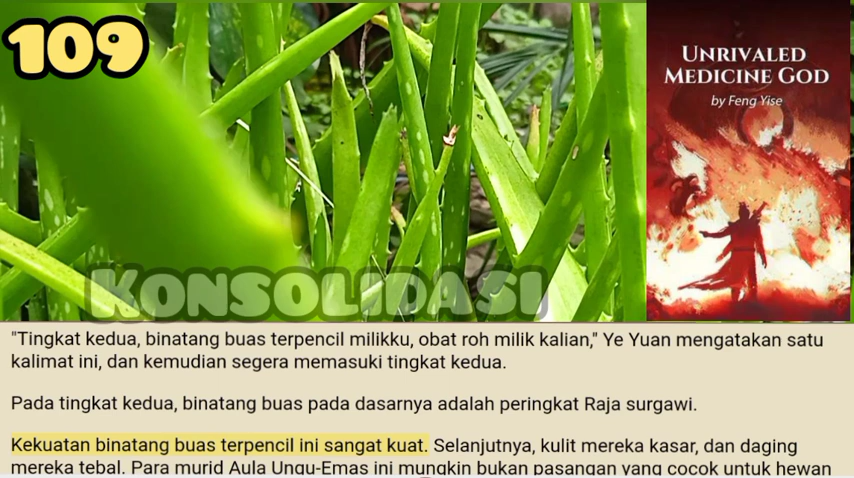 109
UNRIVALED
MEDICINE GOD
by Feng Yise
KONSOLIDASI
"Tingkat kedua, binatang buas terpencil milikku, obat roh milik kalian," Ye Yuan mengatakan satu
kalimat ini, dan kemudian segera memasuki tingkat kedua.
Pada tingkat kedua, binatang buas pada dasarnya adalah peringkat Raja surgawi.
Kekuatan binatang buas terpencil ini sangat kuat. Selanjutnya, kulit mereka kasar, dan daging
mereka tebal. Para murid Aula Ungu-Emas ini mungkin bukan pasangan yang cocok untuk hewan